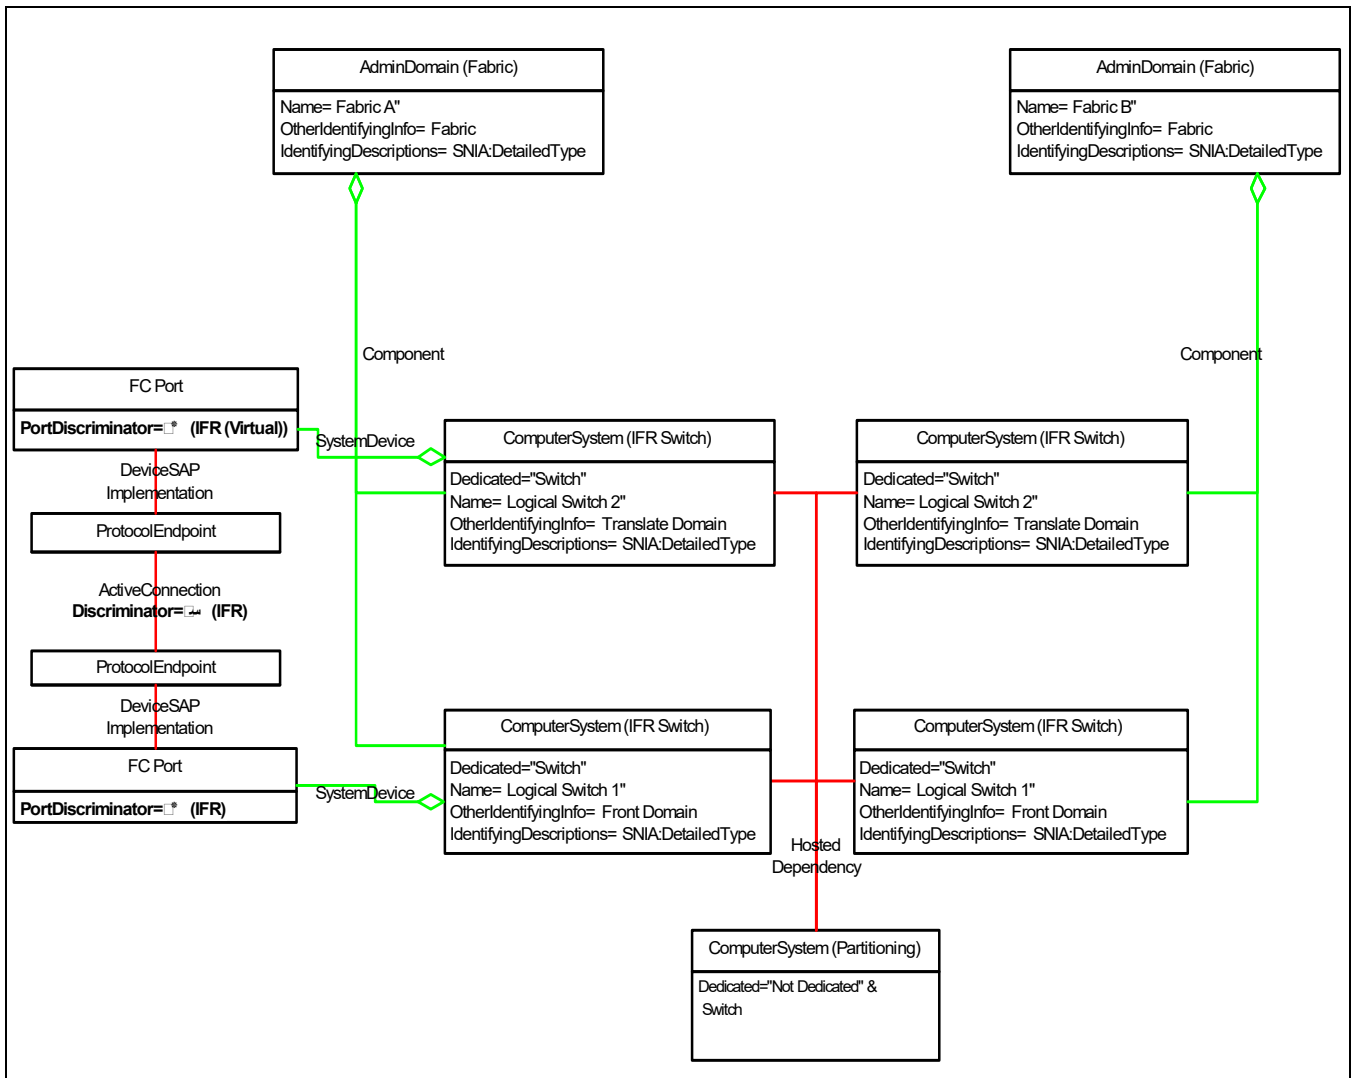 AdminDomain (Fabric)
Name= Fabric A"
OtherIdentifyingInfo= Fabric
IdentifyingDescriptions= SNIA:DetailedType
AdminDomain (Fabric)
Name= Fabric B"
OtherIdentifyingInfo= Fabric
IdentifyingDescriptions= SNIA:DetailedType
Component
Component
FC Port
PortDiscriminator= (IFR (Virtual))
SystemDevice
DeviceSAP
Implementation
ProtocolEndpoint
ActiveConnection
Discriminator= (IFR)
ProtocolEndpoint
DeviceSAP
Implementation
FC Port
PortDiscriminator= (IFR)
SystemDevice
ComputerSystem (IFR Switch)
Dedicated="Switch"
Name= Logical Switch 2"
OtherIdentifyingInfo= Translate Domain
IdentifyingDescriptions= SNIA:DetailedType
ComputerSystem (IFR Switch)
Dedicated="Switch"
Name= Logical Switch 2"
OtherIdentifyingInfo= Translate Domain
IdentifyingDescriptions= SNIA:DetailedType
ComputerSystem (IFR Switch)
Dedicated="Switch"
Name= Logical Switch 1"
OtherIdentifyingInfo= Front Domain
IdentifyingDescriptions= SNIA:DetailedType
ComputerSystem (IFR Switch)
Dedicated="Switch"
Name= Logical Switch 1"
OtherIdentifyingInfo= Front Domain
IdentifyingDescriptions= SNIA:DetailedType
Hosted
Dependency
ComputerSystem (Partitioning)
Dedicated="Not Dedicated" &
Switch